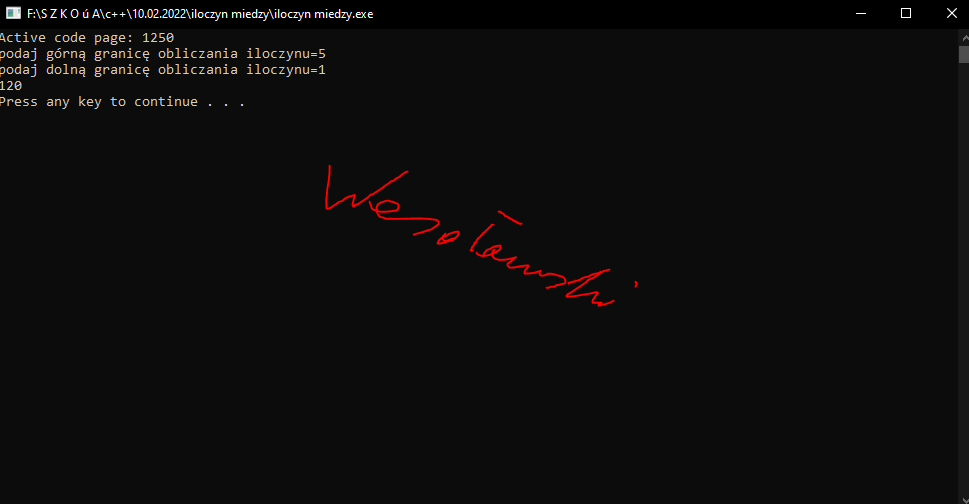 F:\S Z K O ú A\c++\10.02.2022\iloczyn miedzy\iloczyn miedzy.exe
Active code page: 1250
podaj górną granicę obliczania iloczynu=5
podaj dolną granicę obliczania iloczynu=1
120
Press any key to continue . . .